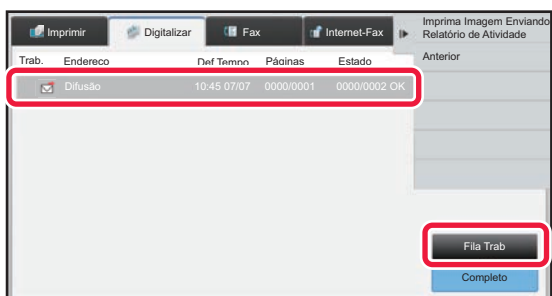 Imprimir Digitalizar Fax Internet-Fax
Imprima Imagem Enviando
Relatório de Atividade
Anterior
Trab. Endereço Def Tempo Páginas Estado
Difusão 10:45 07/07 0000/0001 0000/0002 OK
Fila Trab
Completo